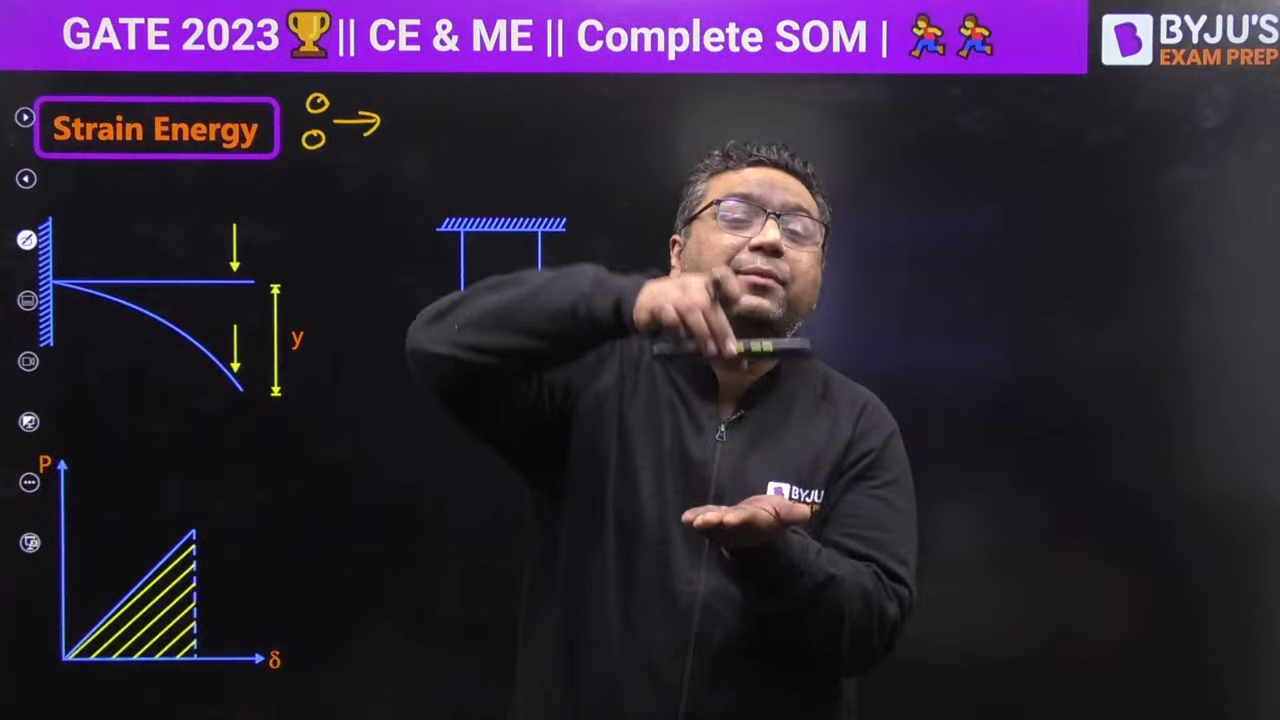 GATE 2023🏆|| CE & ME || Complete SOM | 🏃🏃
BYJU'S
EXAM PREP
Strain Energy
y
P
δ
BYJU